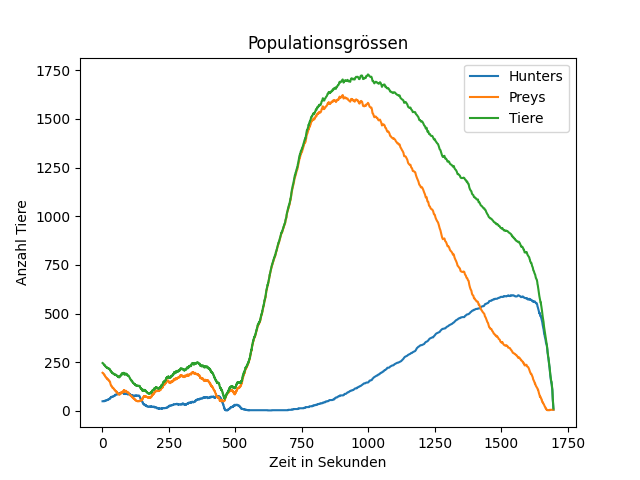 Populationsgrössen
Hunters
Preys
Tiere
Anzahl Tiere
1750
1500
1250
1000
750
500
250
0
0 250 500 750 1000 1250 1500 1750
Zeit in Sekunden